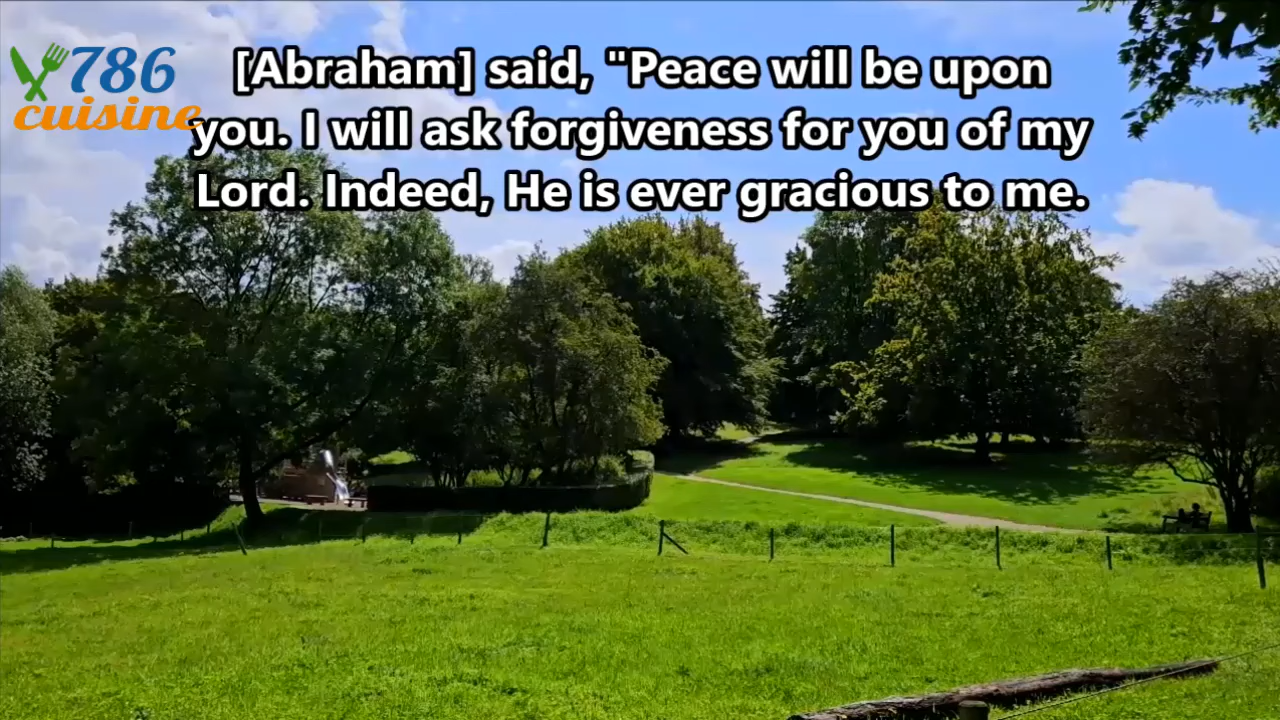 786
cuisine
[Abraham] said, "Peace will be upon
you. I will ask forgiveness for you of my
Lord. Indeed, He is ever gracious to me.